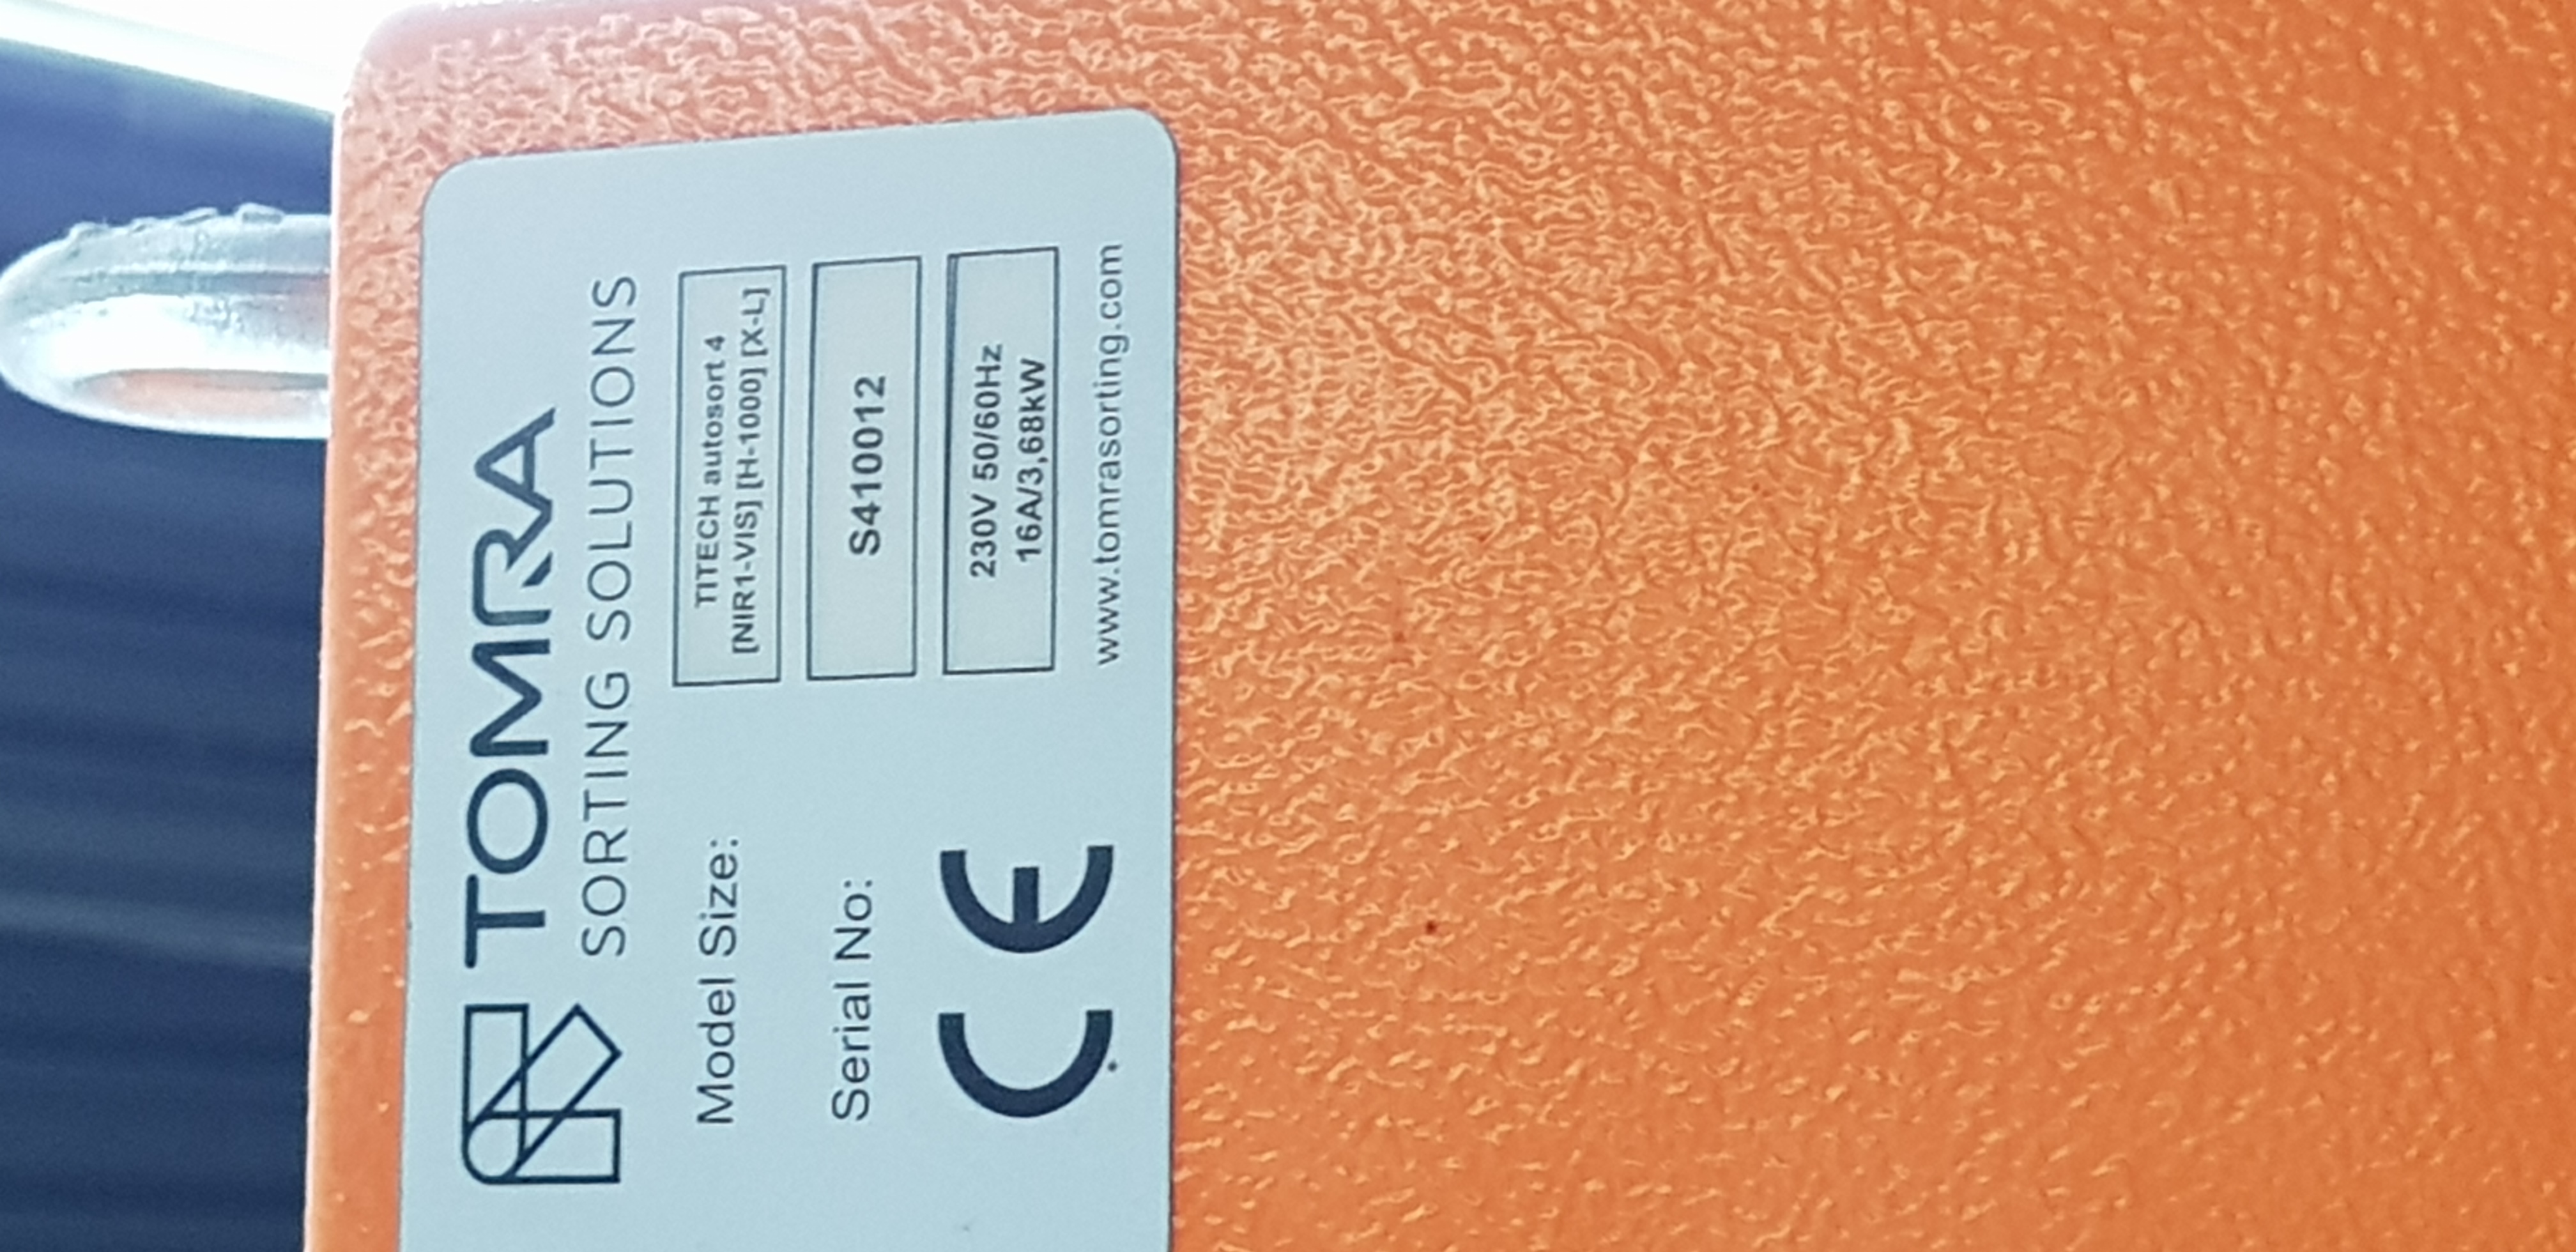 TOMRA
SORTING SOLUTIONS
Model Size:
TITECH autosort 4
[NIR1-VIS] [H-1000] [X-L]
Serial No:
S410012
CE
230V 50/60Hz
16A/3,68kW
www.tomrasorting.com